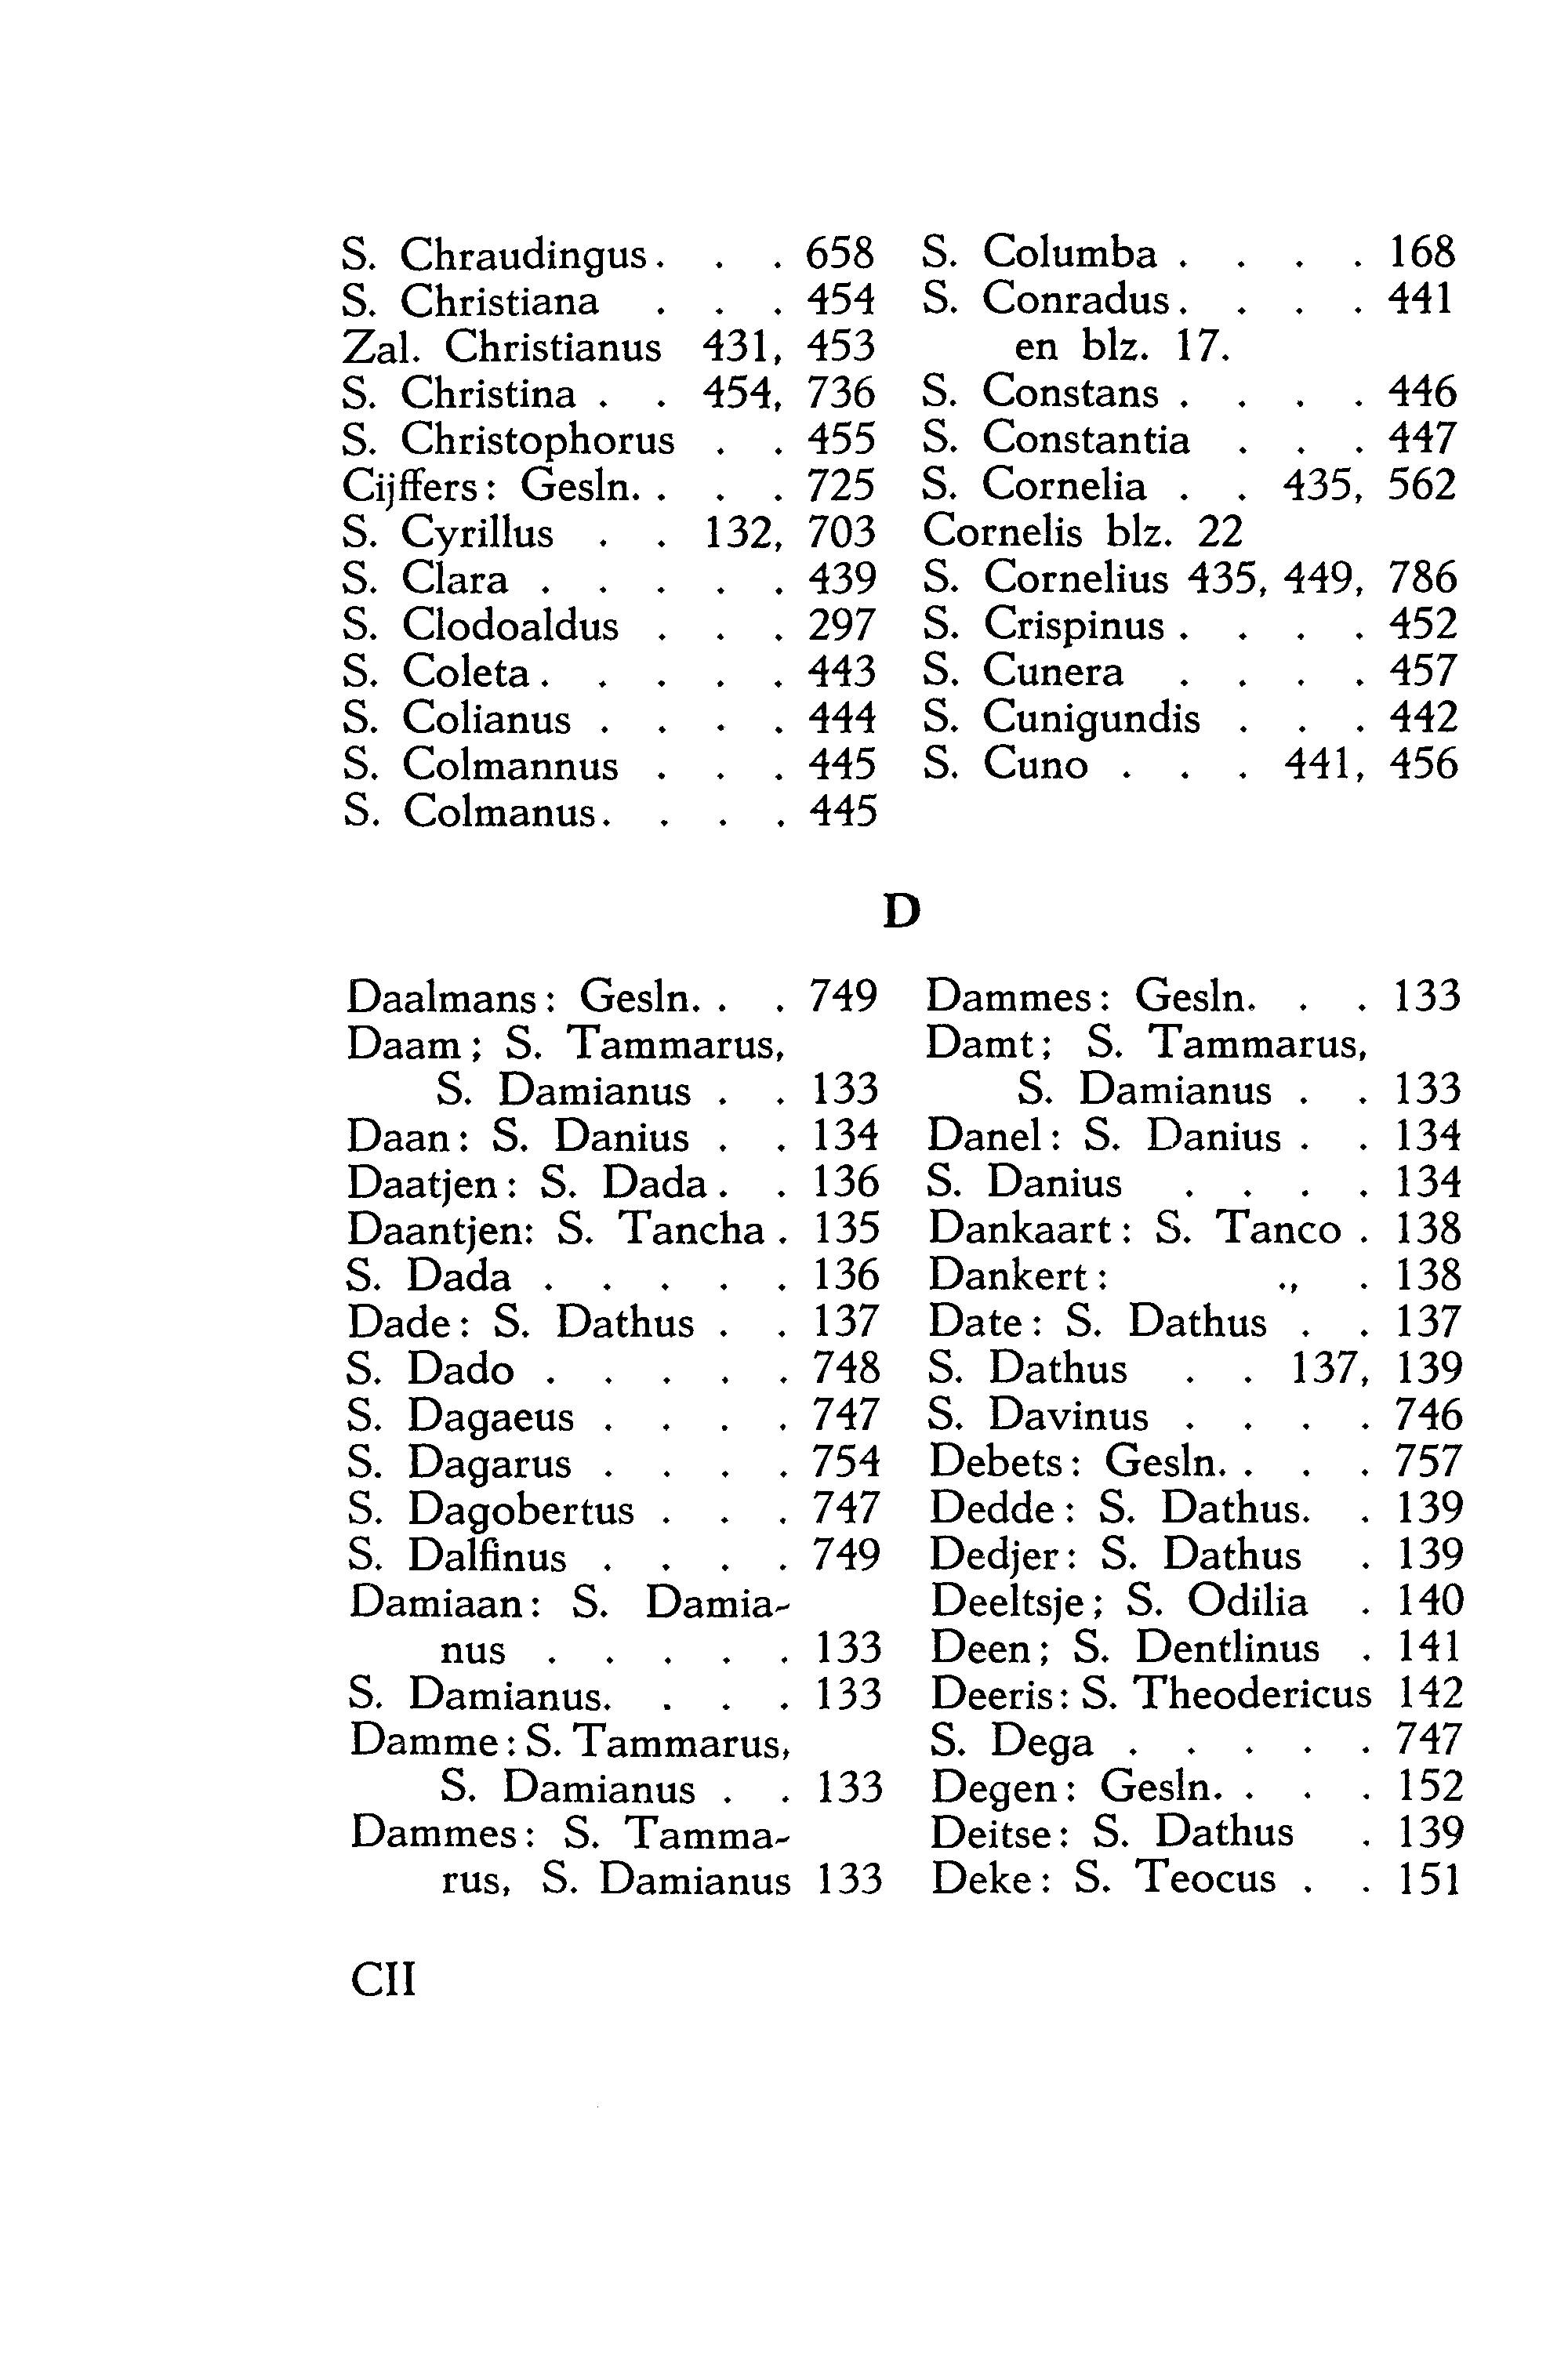 S. Chraudingus. . . 658
S. Christiana . . . 454
Zal. Christianus 431, 453
S. Christina . . 454, 736
S. Christophorus . . 455
Cijffers: Gesln. . . . 725
S. Cyrillus . . 132, 703
S. Clara . . . . . 439
S. Clodoaldus . . . 297
S. Coleta. . . . . 443
S. Colianus . . . . 444
S. Colmannus . . . 445
S. Colmanus. . . . 445
S. Columba . . . . 168
S. Conradus. . . . 441
en blz. 17.
S. Constans . . . . 446
S. Constantia . . . 447
S. Cornelia . . 435, 562
Cornelis blz. 22
S. Cornelius 435, 449, 786
S. Crispinus . . . . 452
S. Cunera . . . . 457
S. Cunigundis . . . 442
S. Cuno . . . 441, 456
D
Daalmans: Gesln. . . 749
Daam; S. Tammarus,
S. Damianus . . 133
Daan: S. Danius . . 134
Daatjen: S. Dada. . 136
Daantjen: S. Tancha . 135
S. Dada . . . . . 136
Dade: S. Dathus . . 137
S. Dado . . . . . 748
S. Dagaeus . . . . 747
S. Dagarus . . . . 754
S. Dagobertus . . . 747
S. Dalfinus . . . . 749
Damiaan: S. Damia-
nus . . . . . 133
S. Damianus. . . . 133
Damme: S. Tammarus,
S. Damianus . . 133
Dammes: S. Tamma-
rus, S. Damianus 133
Dammes: Gesln. . . 133
Damt; S. Tammarus,
S. Damianus . . 133
Danel: S. Danius . . 134
S. Danius . . . . 134
Dankaart: S. Tanco . 138
Dankert: ., . 138
Date: S. Dathus . . 137
S. Dathus . . 137, 139
S. Davinus . . . . 746
Debets: Gesln. . . . 757
Dedde: S. Dathus. . 139
Dedjer: S. Dathus . 139
Deeltsje; S. Odilia . 140
Deen; S. Dentlinus . 141
Deeris: S. Theodericus 142
S. Dega . . . . . 747
Degen: Gesln. . . . 152
Deitse: S. Dathus . 139
Deke: S. Teocus . . 151
CII